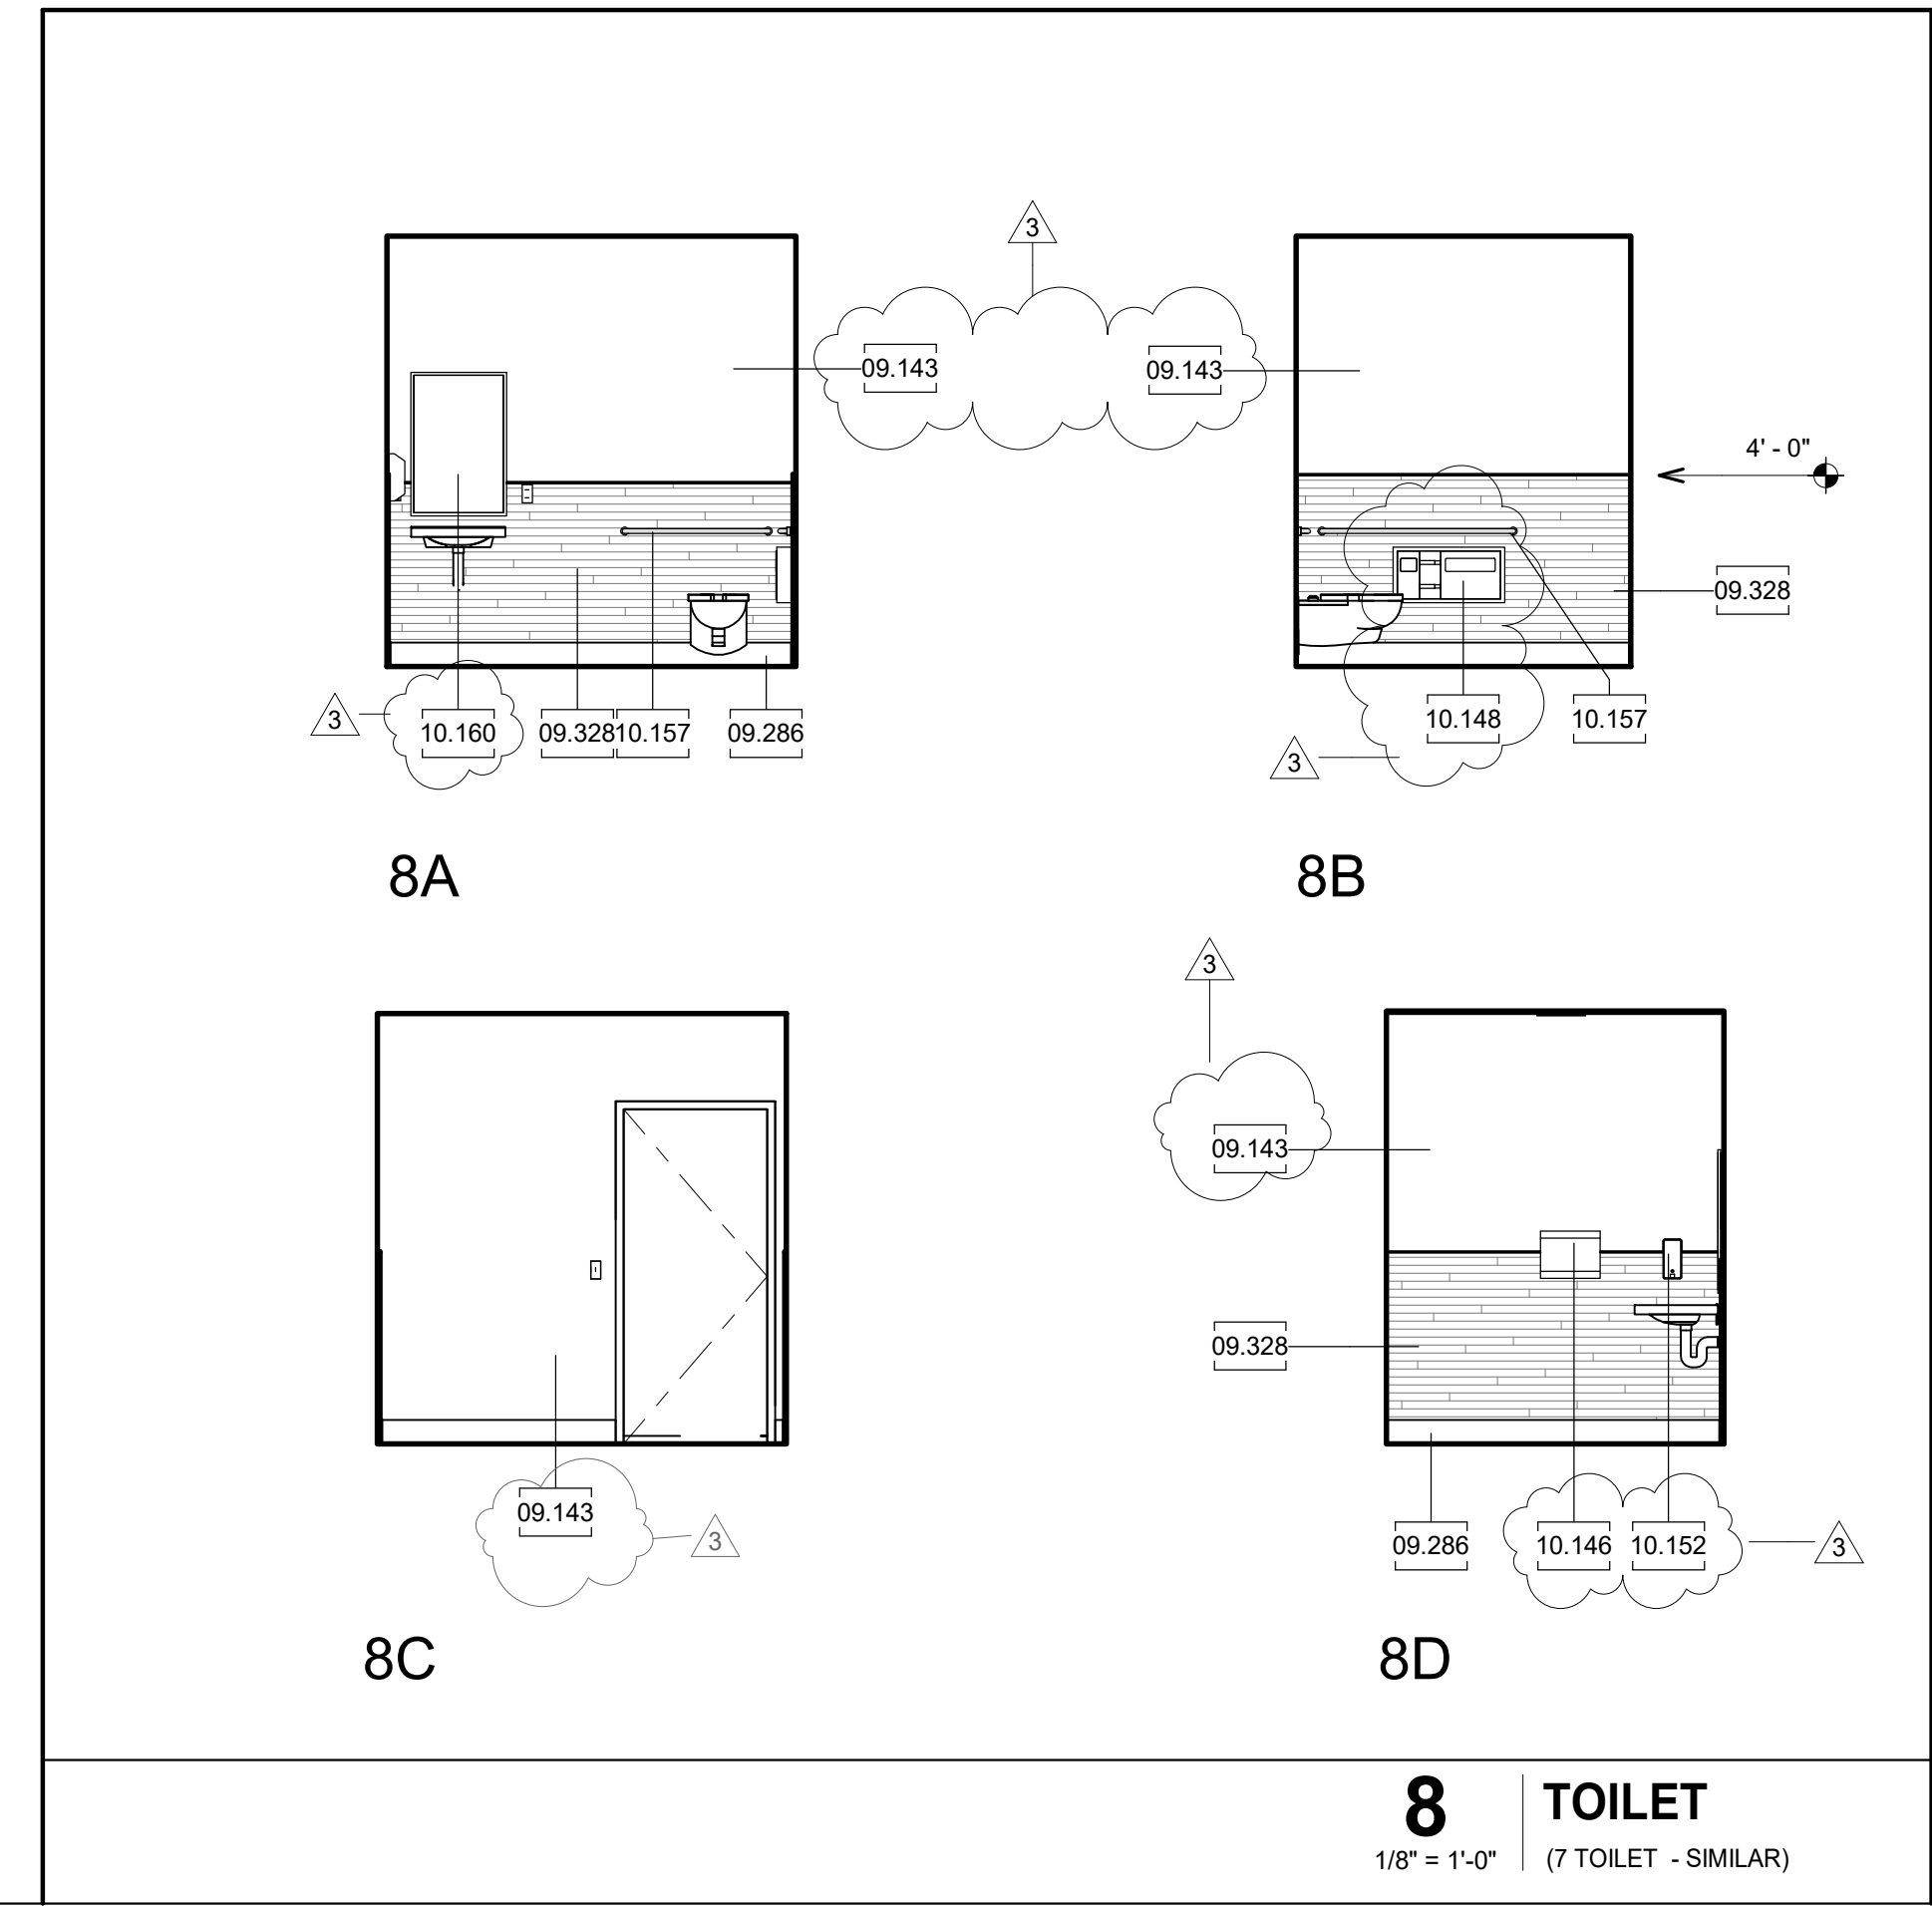 3
09.143
09.143
4' - 0"
09.328
3
10.160
09.328
10.157
09.286
10.148
10.157
3
8A
8B
3
09.143
09.328
09.143
3
09.286
10.146
10.152
3
8C
8D
8
TOILET
1/8" = 1'-0"
(7 TOILET - SIMILAR)